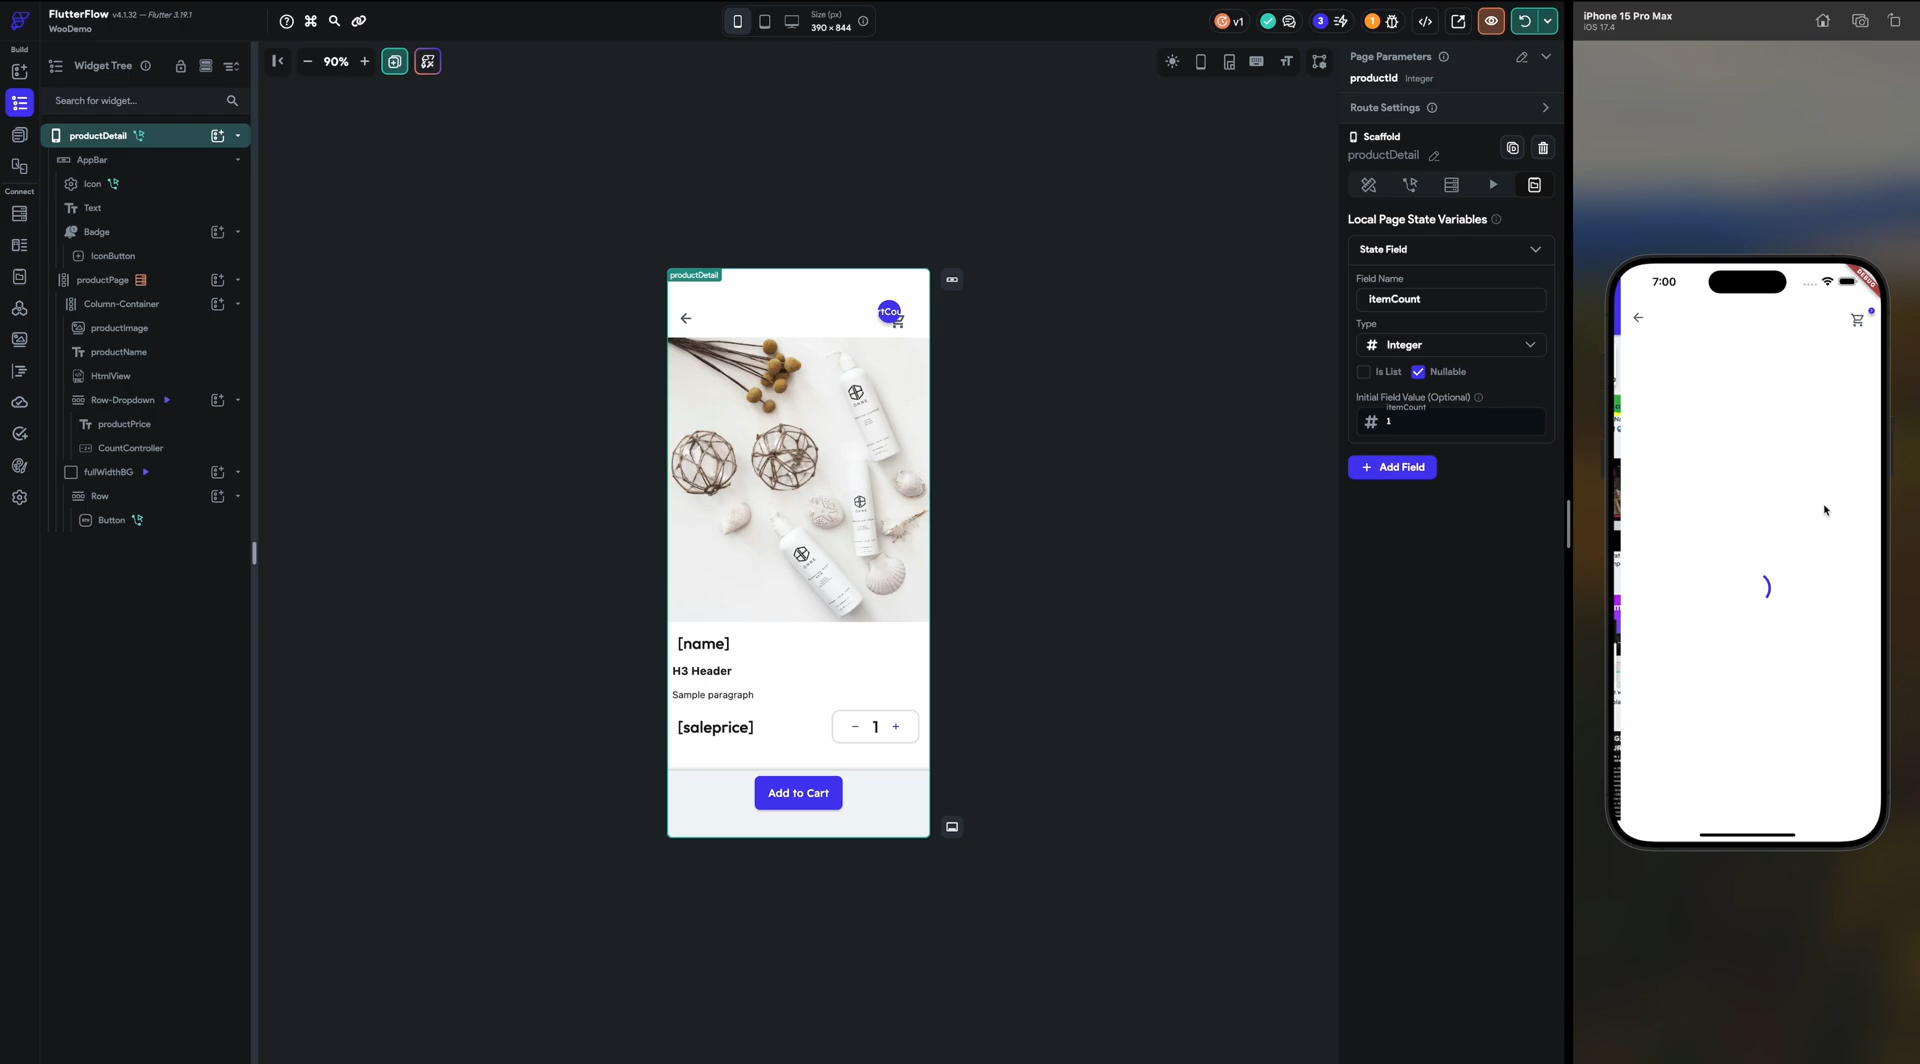 FlutterFlow v4.1.32 — Flutter 3.19.1
WooDemo
Size (px)
390 × 844
v1
3
1
iPhone 15 Pro Max
iOS 17.4
Build
Connect
Widget Tree
Search for widget...
productDetail
AppBar
Icon
Text
Badge
IconButton
productPage
Column-Container
productImage
productName
HtmlView
Row-Dropdown
productPrice
CountController
fullWidthBG
Row
Button
90%
productDetail
rtCou
[name]
H3 Header
Sample paragraph
[saleprice]
− 1 +
Add to Cart
Page Parameters
productId Integer
Route Settings
Scaffold
productDetail
Local Page State Variables
State Field
Field Name
itemCount
Type
# Integer
Is List
Nullable
Initial Field Value (Optional)
itemCount
# 1
+ Add Field
7:00
DEBUG